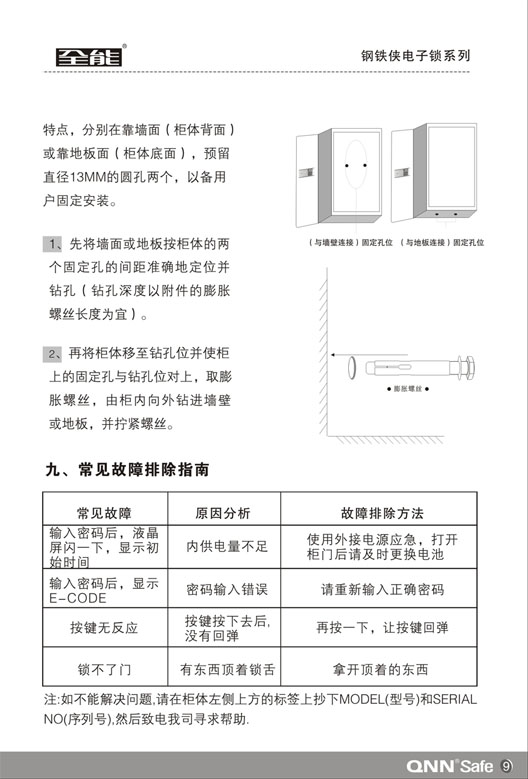 全能®
钢铁侠电子锁系列
特点，分别在靠墙面（柜体背面）
或靠地板面（柜体底面），预留
直径13MM的圆孔两个，以备用
户固定安装。
1、先将墙面或地板按柜体的两
个固定孔的间距准确地定位并
钻孔（钻孔深度以附件的膨胀
螺丝长度为宜）。
2、再将柜体移至钻孔位并使柜
上的固定孔与钻孔位对上，取膨
胀螺丝，由柜内向外钻进墙壁
或地板，并拧紧螺丝。
（与墙壁连接）固定孔位
（与地板连接）固定孔位
●膨胀螺丝●
九、常见故障排除指南
常见故障 原因分析 故障排除方法
输入密码后，液晶
屏闪一下，显示初
始时间
内供电量不足
使用外接电源应急，打开
柜门后请及时更换电池
输入密码后，显示
E-CODE
密码输入错误
请重新输入正确密码
按键无反应
按键按下去后,
没有回弹
再按一下，让按键回弹
锁不了门
有东西顶着锁舌
拿开顶着的东西
注:如不能解决问题,请在柜体左侧上方的标签上抄下MODEL(型号)和SERIAL
NO(序列号),然后致电我司寻求帮助.
QNN®Safe 9